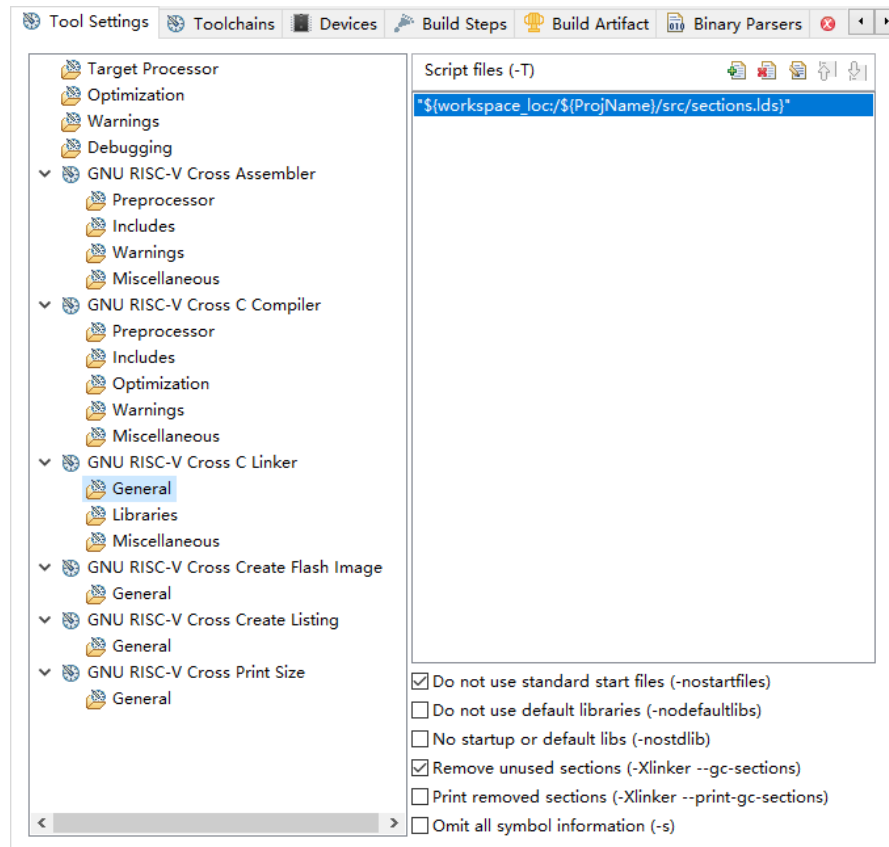 Tool Settings Toolchains Devices Build Steps Build Artifact Binary Parsers
Target Processor
Optimization
Warnings
Debugging
GNU RISC-V Cross Assembler
Preprocessor
Includes
Warnings
Miscellaneous
GNU RISC-V Cross C Compiler
Preprocessor
Includes
Optimization
Warnings
Miscellaneous
GNU RISC-V Cross C Linker
General
Libraries
Miscellaneous
GNU RISC-V Cross Create Flash Image
General
GNU RISC-V Cross Create Listing
General
GNU RISC-V Cross Print Size
General
Script files (-T)
"${workspace_loc:/${ProjName}/src/sections.lds}"
Do not use standard start files (-nostartfiles)
Do not use default libraries (-nodefaultlibs)
No startup or default libs (-nostdlib)
Remove unused sections (-Xlinker --gc-sections)
Print removed sections (-Xlinker --print-gc-sections)
Omit all symbol information (-s)